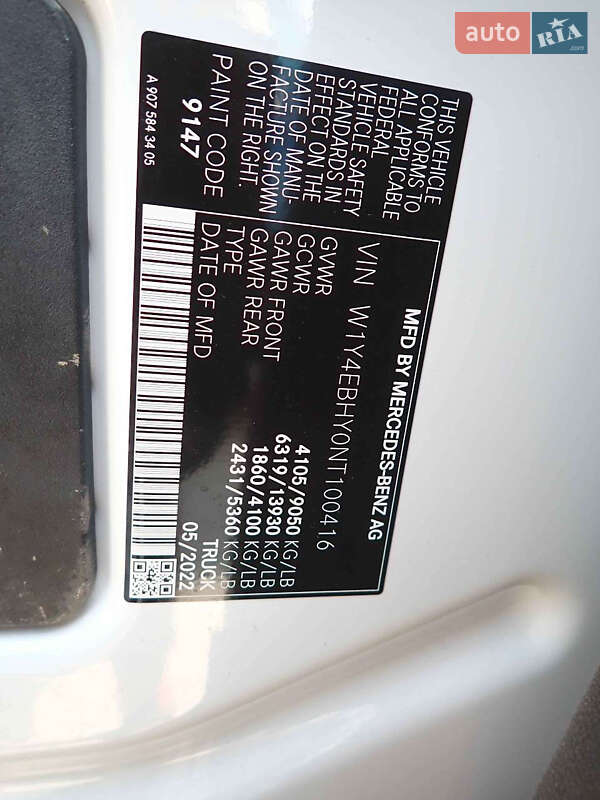 auto RIA.com
MFD BY MERCEDES-BENZ AG
VIN W1Y4EBHY0NT100416
GVWR 4105/9050 KG/LB
GCWR 6319/13930 KG/LB
GAWR FRONT 1860/4100 KG/LB
GAWR REAR 2431/5360 KG/LB
TYPE TRUCK
DATE OF MFD 05/2022
THIS VEHICLE
CONFORMS TO
ALL APPLICABLE
FEDERAL
VEHICLE SAFETY
STANDARDS IN
EFFECT ON THE
DATE OF MANU-
FACTURE SHOWN
ON THE RIGHT.
PAINT CODE
9147
A 907 584 34 05